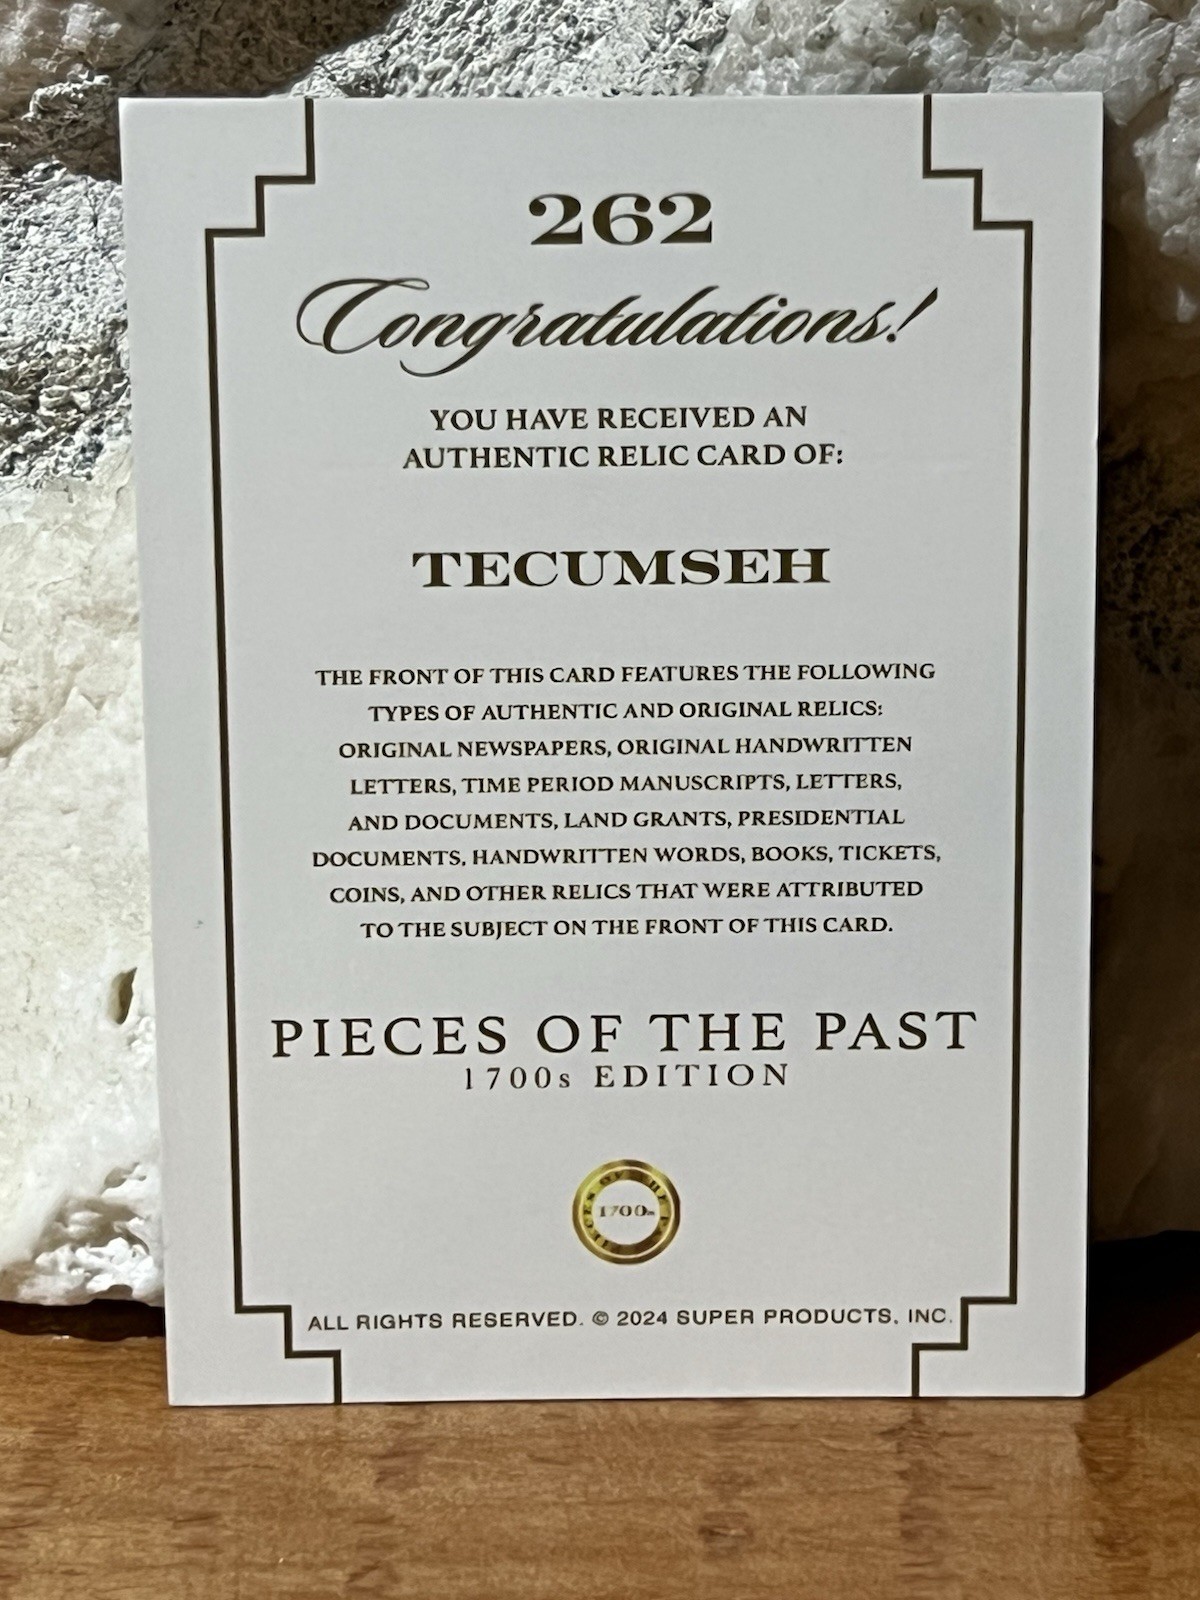 262
Congratulations!
YOU HAVE RECEIVED AN
AUTHENTIC RELIC CARD OF:
TECUMSEH
THE FRONT OF THIS CARD FEATURES THE FOLLOWING
TYPES OF AUTHENTIC AND ORIGINAL RELICS:
ORIGINAL NEWSPAPERS, ORIGINAL HANDWRITTEN
LETTERS, TIME PERIOD MANUSCRIPTS, LETTERS,
AND DOCUMENTS, LAND GRANTS, PRESIDENTIAL
DOCUMENTS, HANDWRITTEN WORDS, BOOKS, TICKETS,
COINS, AND OTHER RELICS THAT WERE ATTRIBUTED
TO THE SUBJECT ON THE FRONT OF THIS CARD.
PIECES OF THE PAST
1700s EDITION
PIECES OF THE
1700s
ALL RIGHTS RESERVED. © 2024 SUPER PRODUCTS, INC.